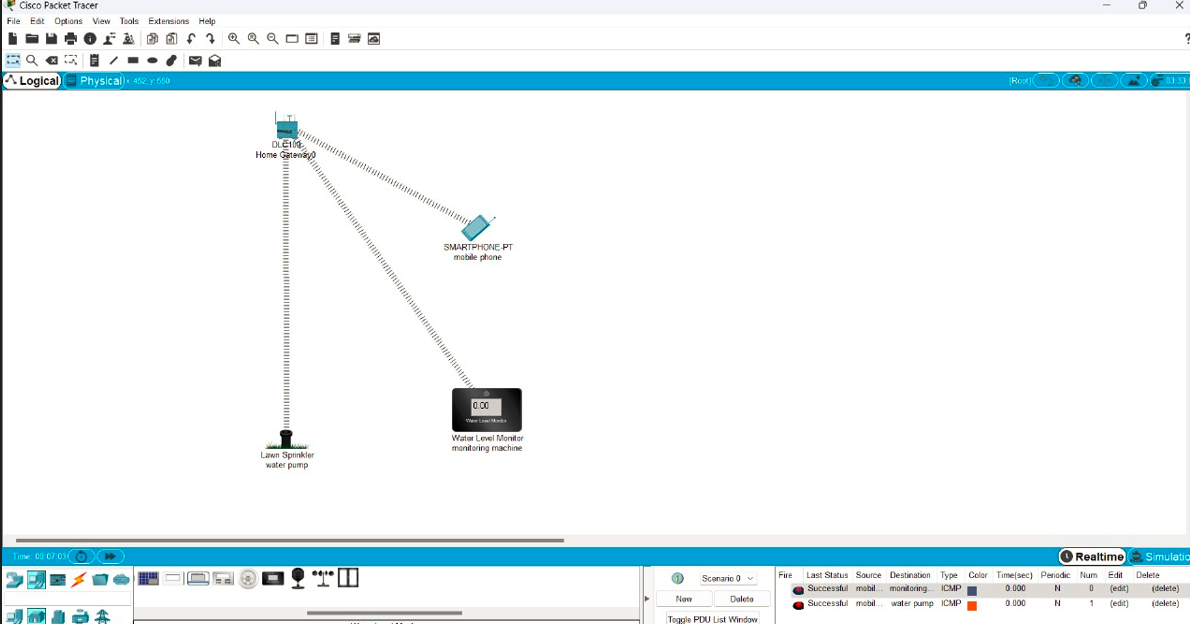 Cisco Packet Tracer
File Edit Options View Tools Extensions Help
?
Logical Physical x: 452, y: 550 [Root] 03:33
DLC100
Home Gateway0
SMARTPHONE-PT
mobile phone
0.00
Water Level Monitor
Water Level Monitor
monitoring machine
Lawn Sprinkler
water pump
Time: 00:07:03 Realtime Simulatio
Scenario 0
New Delete
Toggle PDU List Window
Fire Last Status Source Destination Type Color Time(sec) Periodic Num Edit Delete
Successful mobil... monitoring... ICMP 0.000 N 0 (edit) (delete)
Successful mobil... water pump ICMP 0.000 N 1 (edit) (delete)